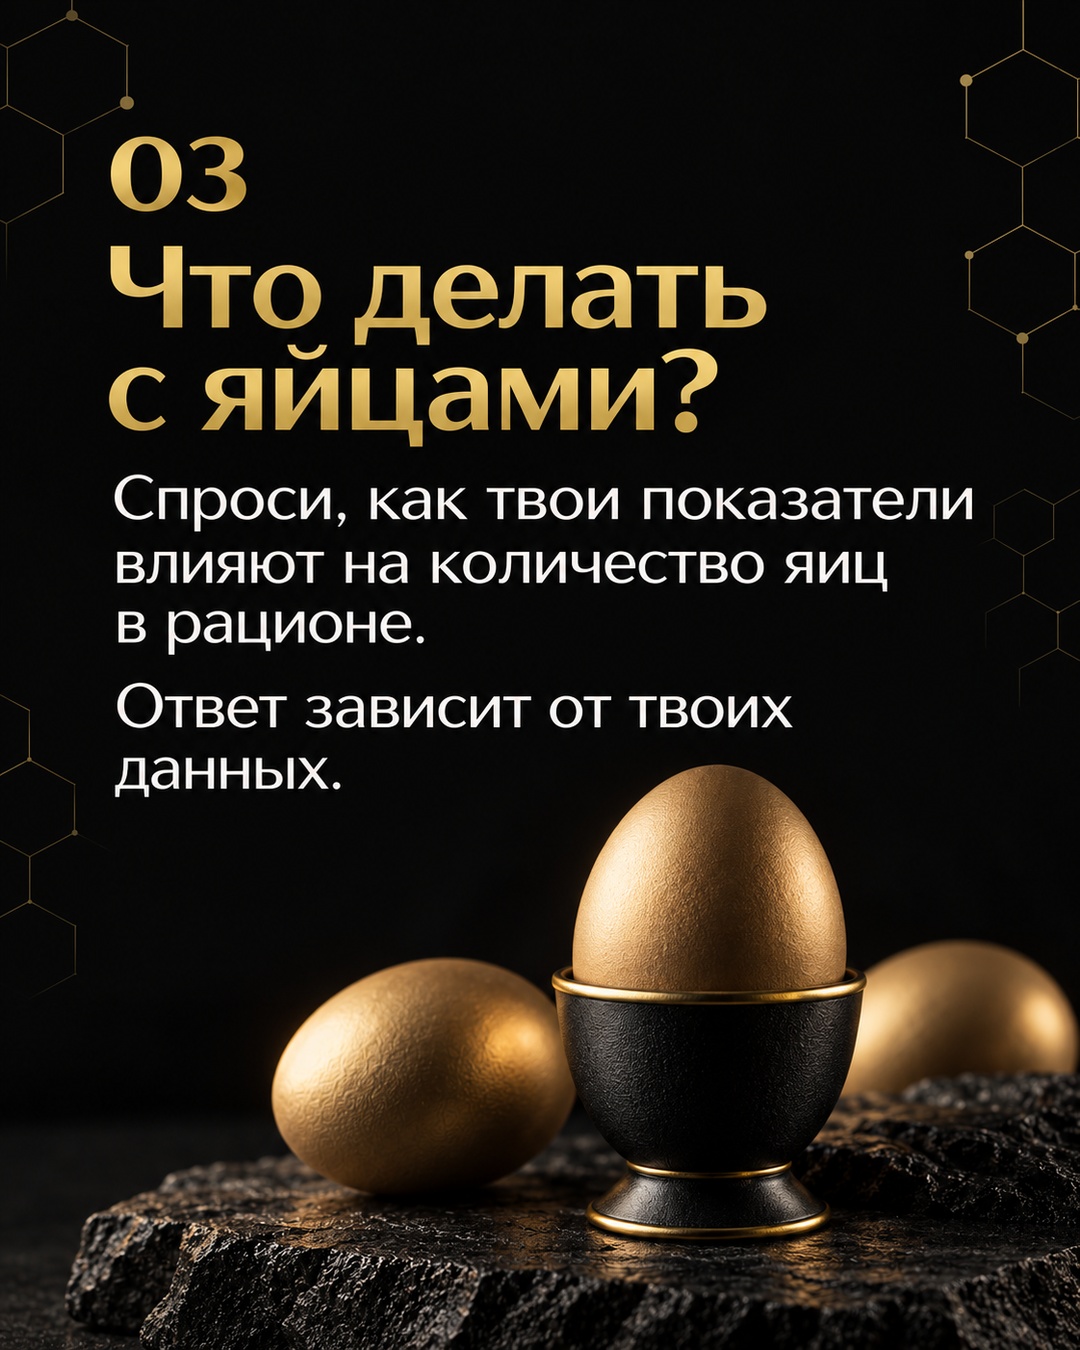 03
Что делать
с яйцами?
Спроси, как твои показатели
влияют на количество яиц
в рационе.
Ответ зависит от твоих
данных.